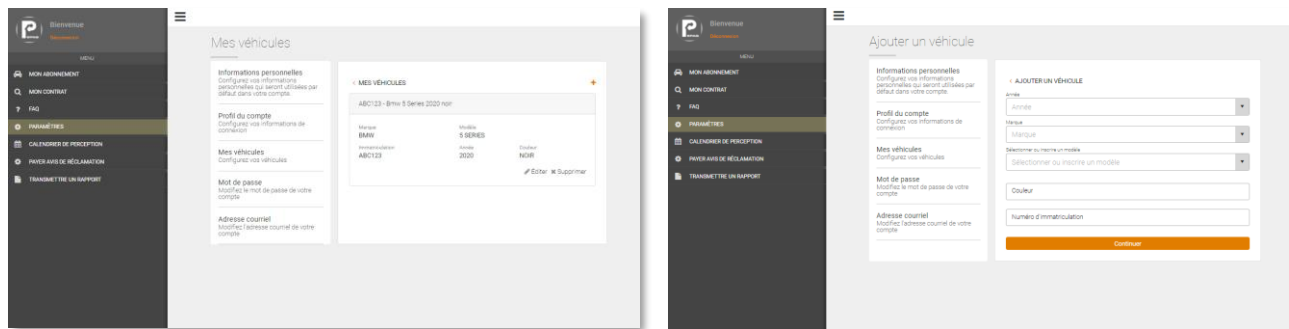 Bienvenue
MENU
MON ABONNEMENT
MON CONTRAT
? FAQ
PARAMÈTRES
CALENDRIER DE PERCEPTION
PAYER AVIS DE RÉCLAMATION
TRANSMETTRE UN RAPPORT
Mes véhicules
Informations personnelles
Configurez vos informations
personnelles qui seront utilisées par
défaut dans votre compte.
Profil du compte
Configurez vos informations de
connexion
Mes véhicules
Configurez vos véhicules
Mot de passe
Modifiez le mot de passe de votre
compte
Adresse courriel
Modifiez l'adresse courriel de votre
compte
‹ MES VÉHICULES +
ABC123 - Bmw 5 Series 2020 noir
Marque Modèle
BMW 5 SERIES
Immatriculation Année Couleur
ABC123 2020 NOIR
Éditer Supprimer
Bienvenue
MENU
MON ABONNEMENT
MON CONTRAT
? FAQ
PARAMÈTRES
CALENDRIER DE PERCEPTION
PAYER AVIS DE RÉCLAMATION
TRANSMETTRE UN RAPPORT
Ajouter un véhicule
Informations personnelles
Configurez vos informations
personnelles qui seront utilisées par
défaut dans votre compte.
Profil du compte
Configurez vos informations de
connexion
Mes véhicules
Configurez vos véhicules
Mot de passe
Modifiez le mot de passe de votre
compte
Adresse courriel
Modifiez l'adresse courriel de votre
compte
‹ AJOUTER UN VÉHICULE
Année
Année
Marque
Marque
Sélectionner ou inscrire un modèle
Sélectionner ou inscrire un modèle
Couleur
Numéro d'immatriculation
Continuer